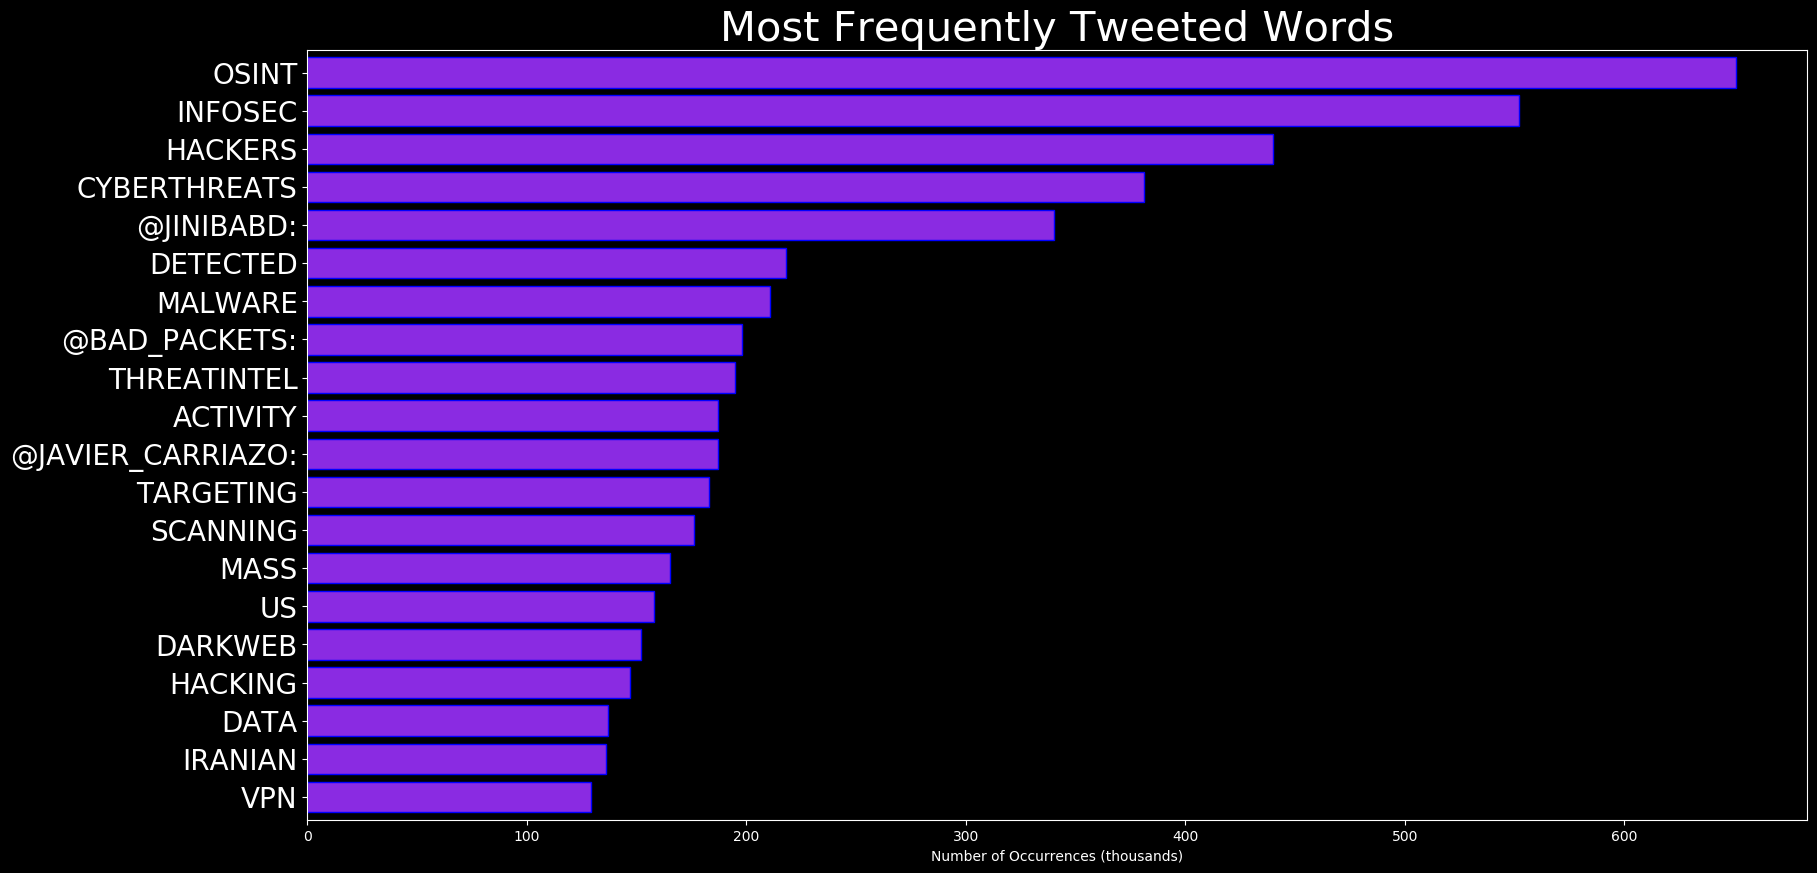 Most Frequently Tweeted Words
OSINT
INFOSEC
HACKERS
CYBERTHREATS
@JINIBABD:
DETECTED
MALWARE
@BAD_PACKETS:
THREATINTEL
ACTIVITY
@JAVIER_CARRIAZO:
TARGETING
SCANNING
MASS
US
DARKWEB
HACKING
DATA
IRANIAN
VPN
0 100 200 300 400 500 600
Number of Occurrences (thousands)